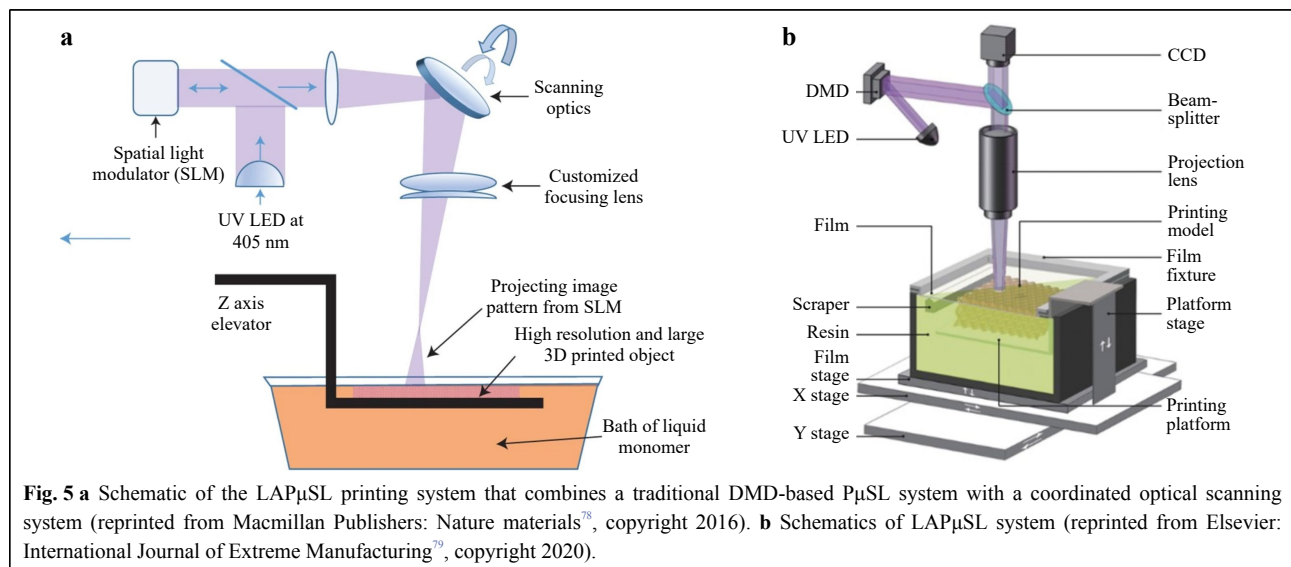 a
Scanning
optics
Spatial light
modulator (SLM)
Customized
focusing lens
UV LED at
405 nm
Z axis
elevator
Projecting image
pattern from SLM
High resolution and large
3D printed object
Bath of liquid
monomer
b
CCD
DMD
Beam-
splitter
UV LED
Projection
lens
Film
Printing
model
Film
fixture
Scraper
Platform
stage
Resin
Film
stage
X stage
Printing
platform
Y stage
Fig. 5 a Schematic of the LAPμSL printing system that combines a traditional DMD-based PμSL system with a coordinated optical scanning
system (reprinted from Macmillan Publishers: Nature materials78, copyright 2016). b Schematics of LAPμSL system (reprinted from Elsevier:
International Journal of Extreme Manufacturing79, copyright 2020).